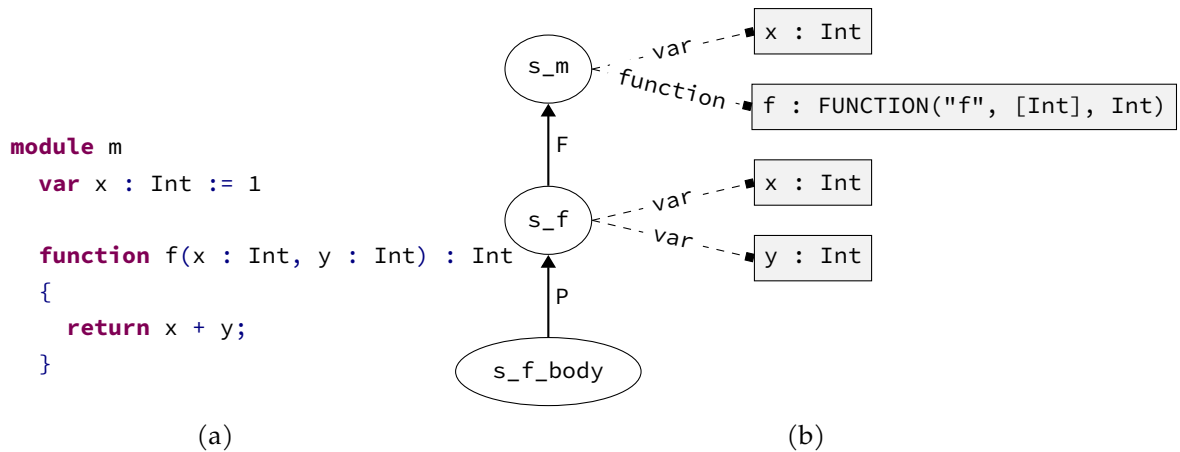 module m
var x : Int := 1
function f(x : Int, y : Int) : Int
{
return x + y;
}
(a)
s_m
var
x : Int
function
f : FUNCTION("f", [Int], Int)
F
s_f
var
x : Int
var
y : Int
P
s_f_body
(b)